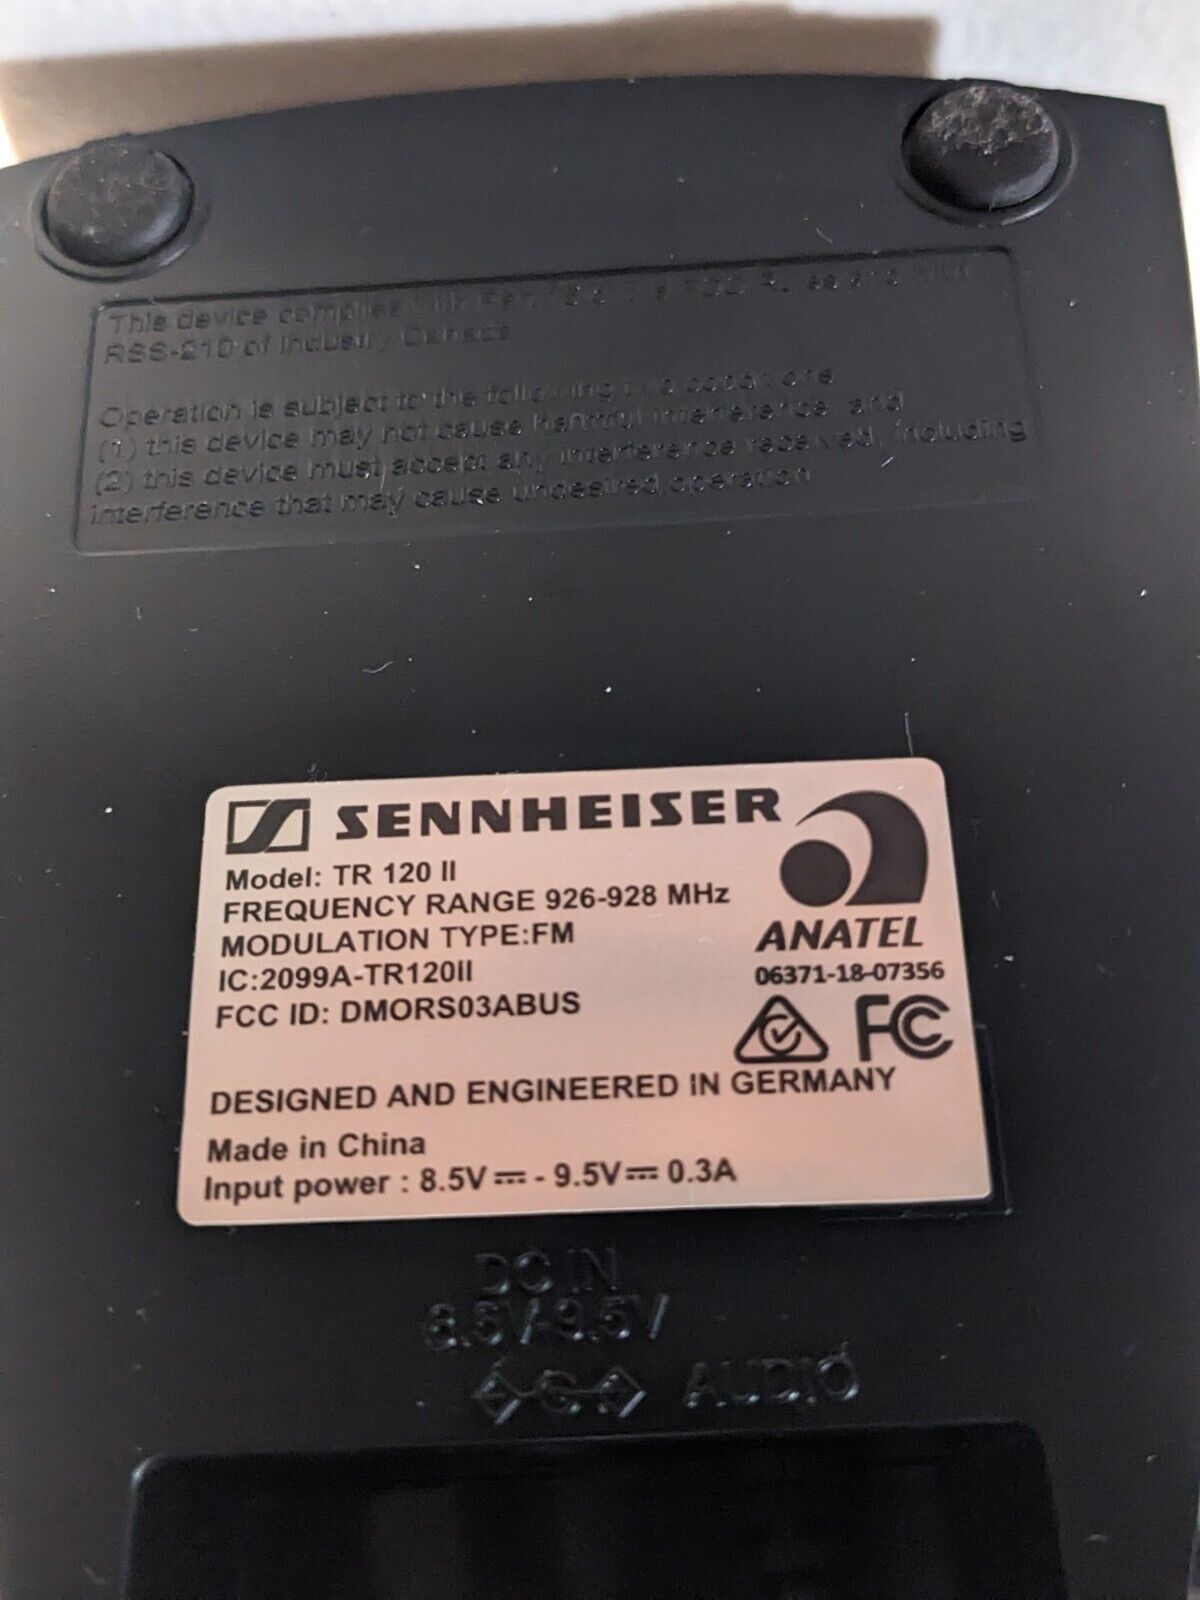 This device complies with Part 15 of the FCC Rules and with
RSS-210 of Industry Canada
Operation is subject to the following two conditions
(1) this device may not cause harmful interference, and
(2) this device must accept any interference received, including
interference that may cause undesired operation
SENNHEISER
Model: TR 120 II
FREQUENCY RANGE 926-928 MHz
MODULATION TYPE:FM
IC:2099A-TR120II
FCC ID: DMORS03ABUS
ANATEL
06371-18-07356
FC
DESIGNED AND ENGINEERED IN GERMANY
Made in China
Input power : 8.5V⎓ - 9.5V⎓ 0.3A
DC IN
8.5V-9.5V
AUDIO